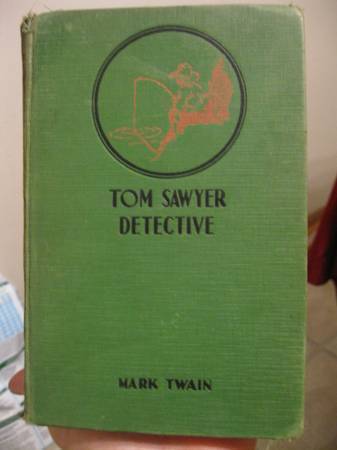 TOM SAWYER
DETECTIVE
MARK TWAIN